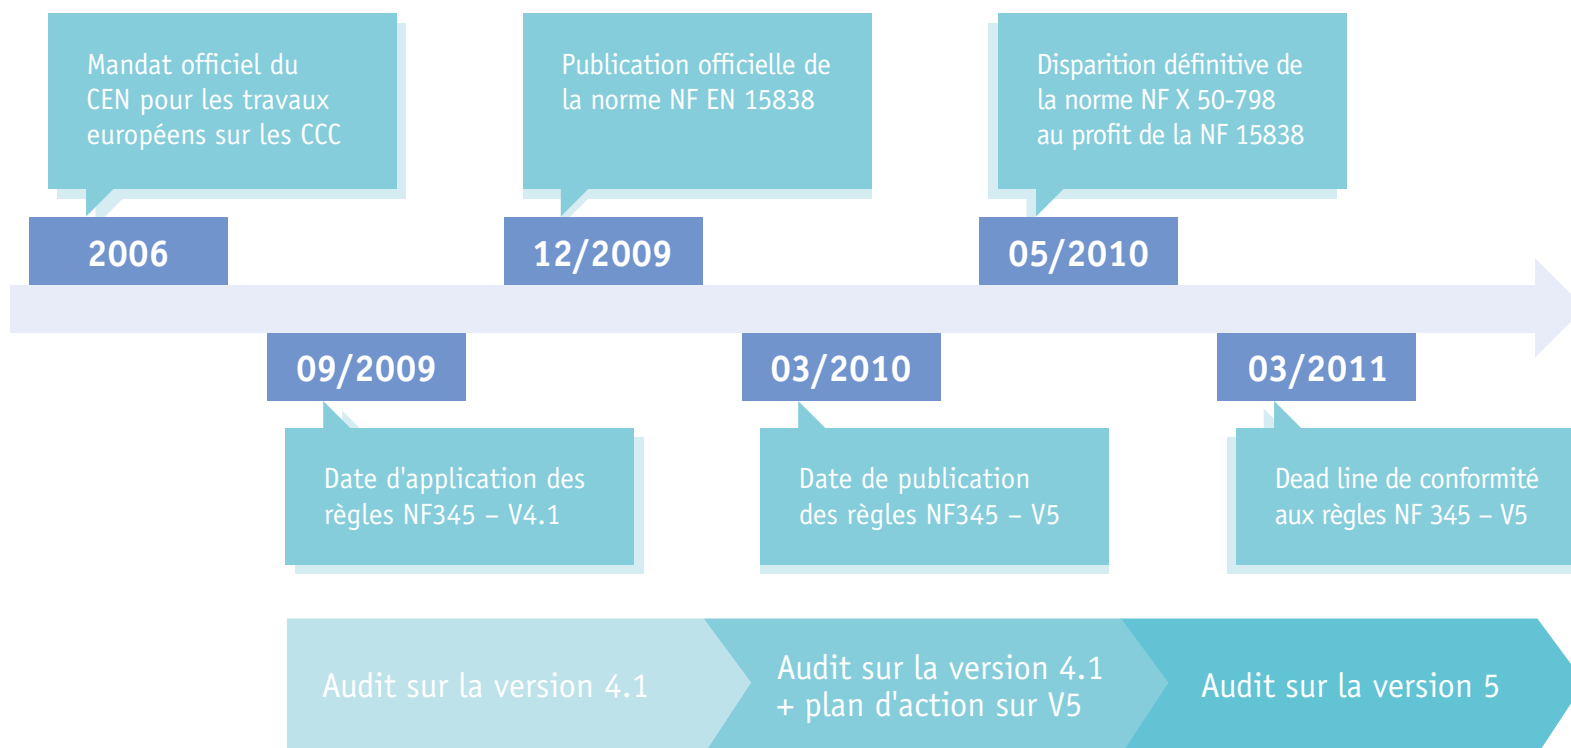 Mandat officiel du
CEN pour les travaux
européens sur les CCC
Publication officielle de
la norme NF EN 15838
Disparition définitive de
la norme NF X 50-798
au profit de la NF 15838
2006
12/2009
05/2010
09/2009
03/2010
03/2011
Date d'application des
règles NF345 – V4.1
Date de publication
des règles NF345 – V5
Dead line de conformité
aux règles NF 345 – V5
Audit sur la version 4.1
Audit sur la version 4.1
+ plan d'action sur V5
Audit sur la version 5